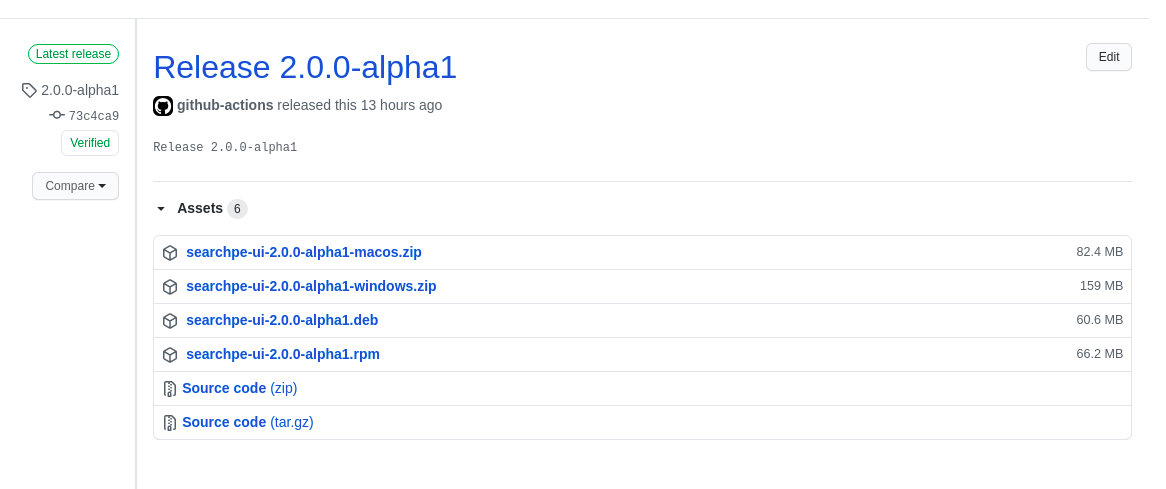 Latest release
2.0.0-alpha1
73c4ca9
Verified
Compare
Release 2.0.0-alpha1
Edit
github-actions released this 13 hours ago
Release 2.0.0-alpha1
Assets 6
searchpe-ui-2.0.0-alpha1-macos.zip 82.4 MB
searchpe-ui-2.0.0-alpha1-windows.zip 159 MB
searchpe-ui-2.0.0-alpha1.deb 60.6 MB
searchpe-ui-2.0.0-alpha1.rpm 66.2 MB
Source code (zip)
Source code (tar.gz)